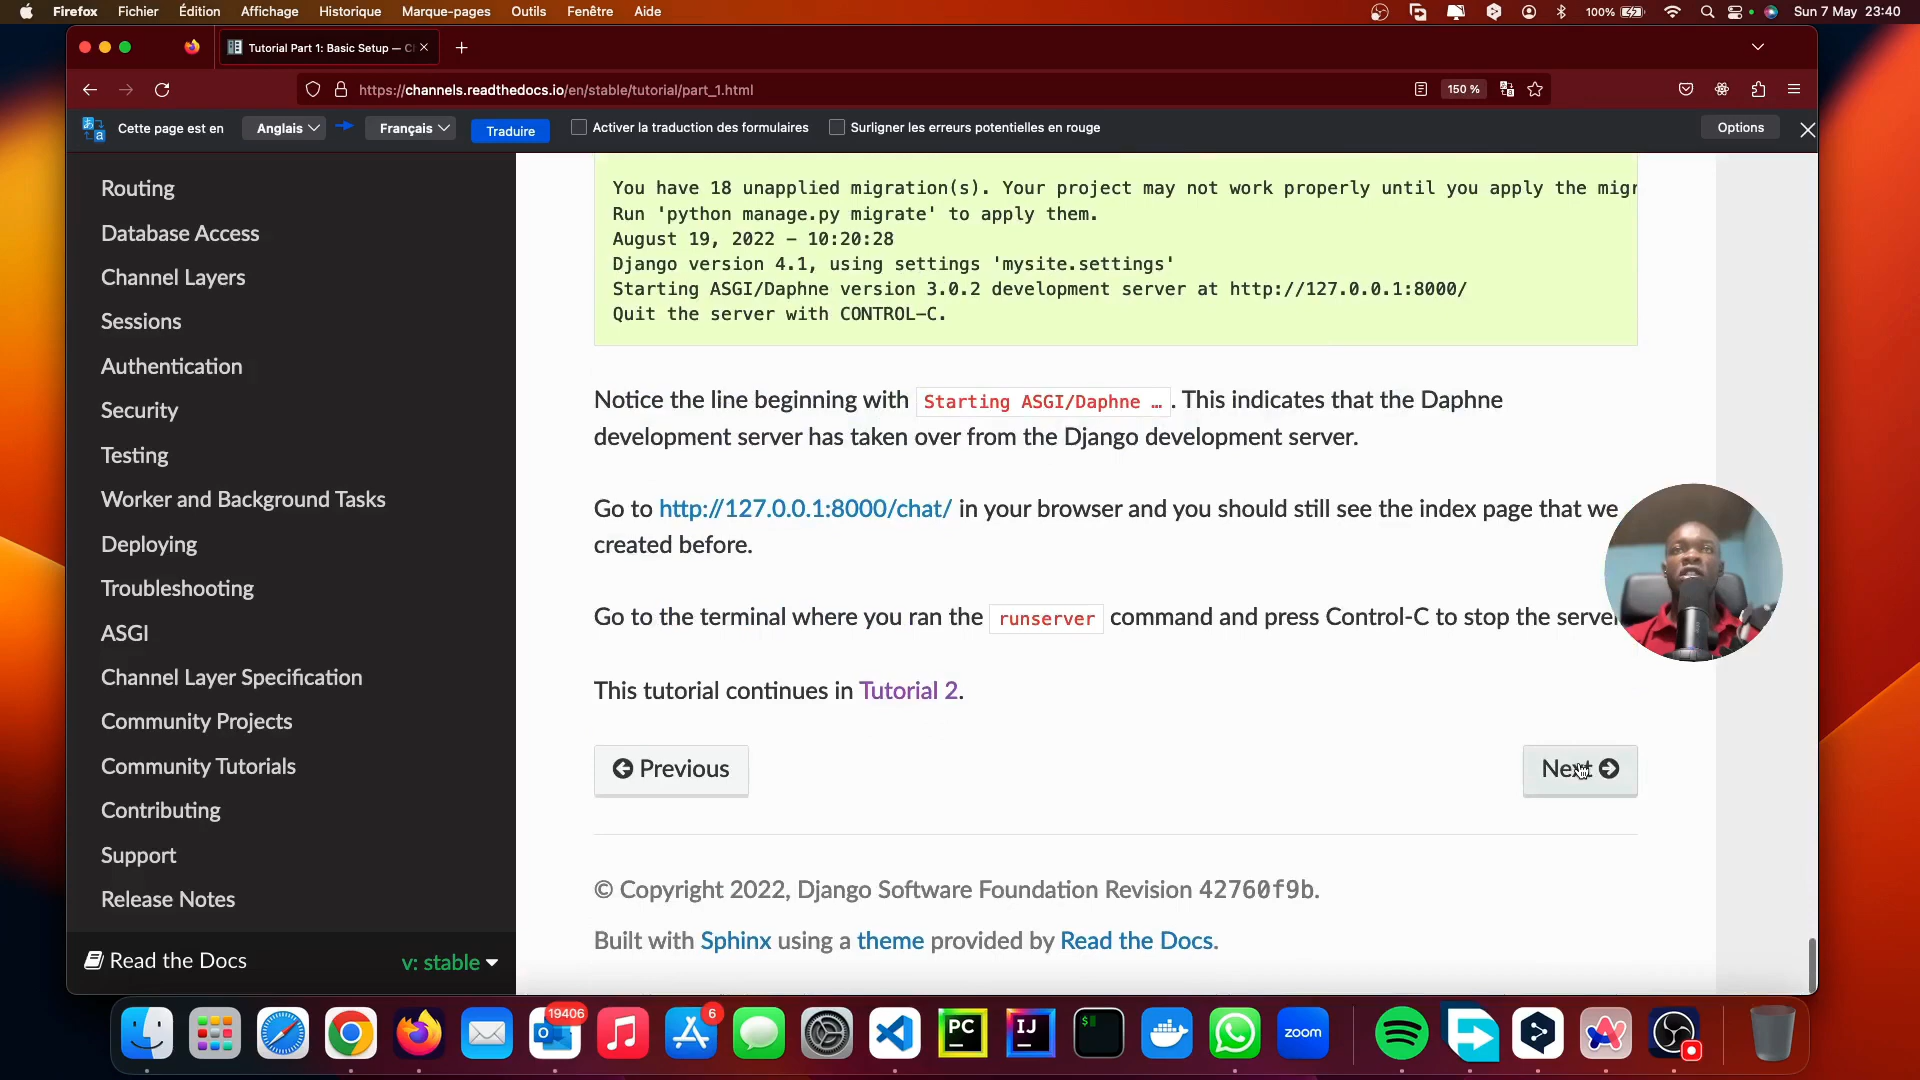 Firefox Fichier Édition Affichage Historique Marque-pages Outils Fenêtre Aide 100% Sun 7 May 23:40
Tutorial Part 1: Basic Setup — C
https://channels.readthedocs.io/en/stable/tutorial/part_1.html 150 %
Cette page est en Anglais Français Traduire Activer la traduction des formulaires Surligner les erreurs potentielles en rouge Options
Routing
Database Access
Channel Layers
Sessions
Authentication
Security
Testing
Worker and Background Tasks
Deploying
Troubleshooting
ASGI
Channel Layer Specification
Community Projects
Community Tutorials
Contributing
Support
Release Notes
Read the Docs v: stable
You have 18 unapplied migration(s). Your project may not work properly until you apply the migr
Run 'python manage.py migrate' to apply them.
August 19, 2022 – 10:20:28
Django version 4.1, using settings 'mysite.settings'
Starting ASGI/Daphne version 3.0.2 development server at http://127.0.0.1:8000/
Quit the server with CONTROL-C.
Notice the line beginning with Starting ASGI/Daphne … . This indicates that the Daphne
development server has taken over from the Django development server.
Go to http://127.0.0.1:8000/chat/ in your browser and you should still see the index page that we
created before.
Go to the terminal where you ran the runserver command and press Control-C to stop the server
This tutorial continues in Tutorial 2.
Previous Next
© Copyright 2022, Django Software Foundation Revision 42760f9b.
Built with Sphinx using a theme provided by Read the Docs.
19406 6 PC IJ $ zoom